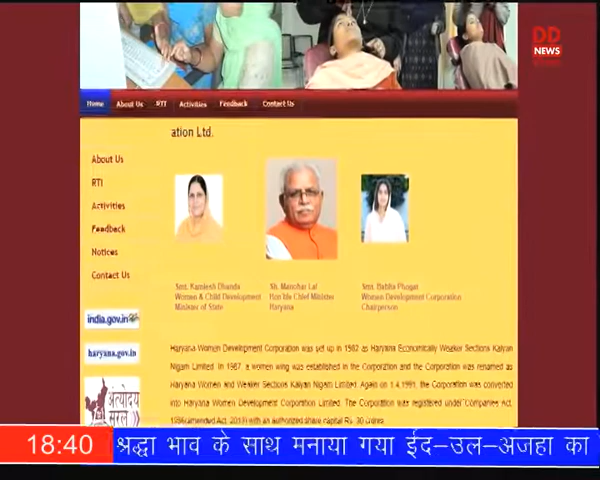 DD
NEWS
Home About Us RTI Activities Feedback Contact Us
ation Ltd.
About Us
RTI
Activities
Feedback
Notices
Contact Us
Smt. Kamlesh Dhanda
Women & Child Development
Minister of State
Sh. Manohar Lal
Hon'ble Chief Minister
Haryana
Smt. Babita Phogat
Women Development Corporation
Chairperson
india.gov.in
haryana.gov.in
अंत्योदय
सरल
Haryana Women Development Corporation was set up in 1982 as Haryana Economically Weaker Sections Kalyan
Nigam Limited. In 1987, a women wing was established in the Corporation and the Corporation was renamed as
Haryana Women and Weaker Sections Kalyan Nigam Limited. Again on 1.4.1991, the Corporation was converted
into Haryana Women Development Corporation Limited. The Corporation was registered under Companies Act,
1956(amended Act, 2013) with an authorized share capital Rs. 30 crores
18:40 श्रद्धा भाव के साथ मनाया गया ईद-उल-अजहा का